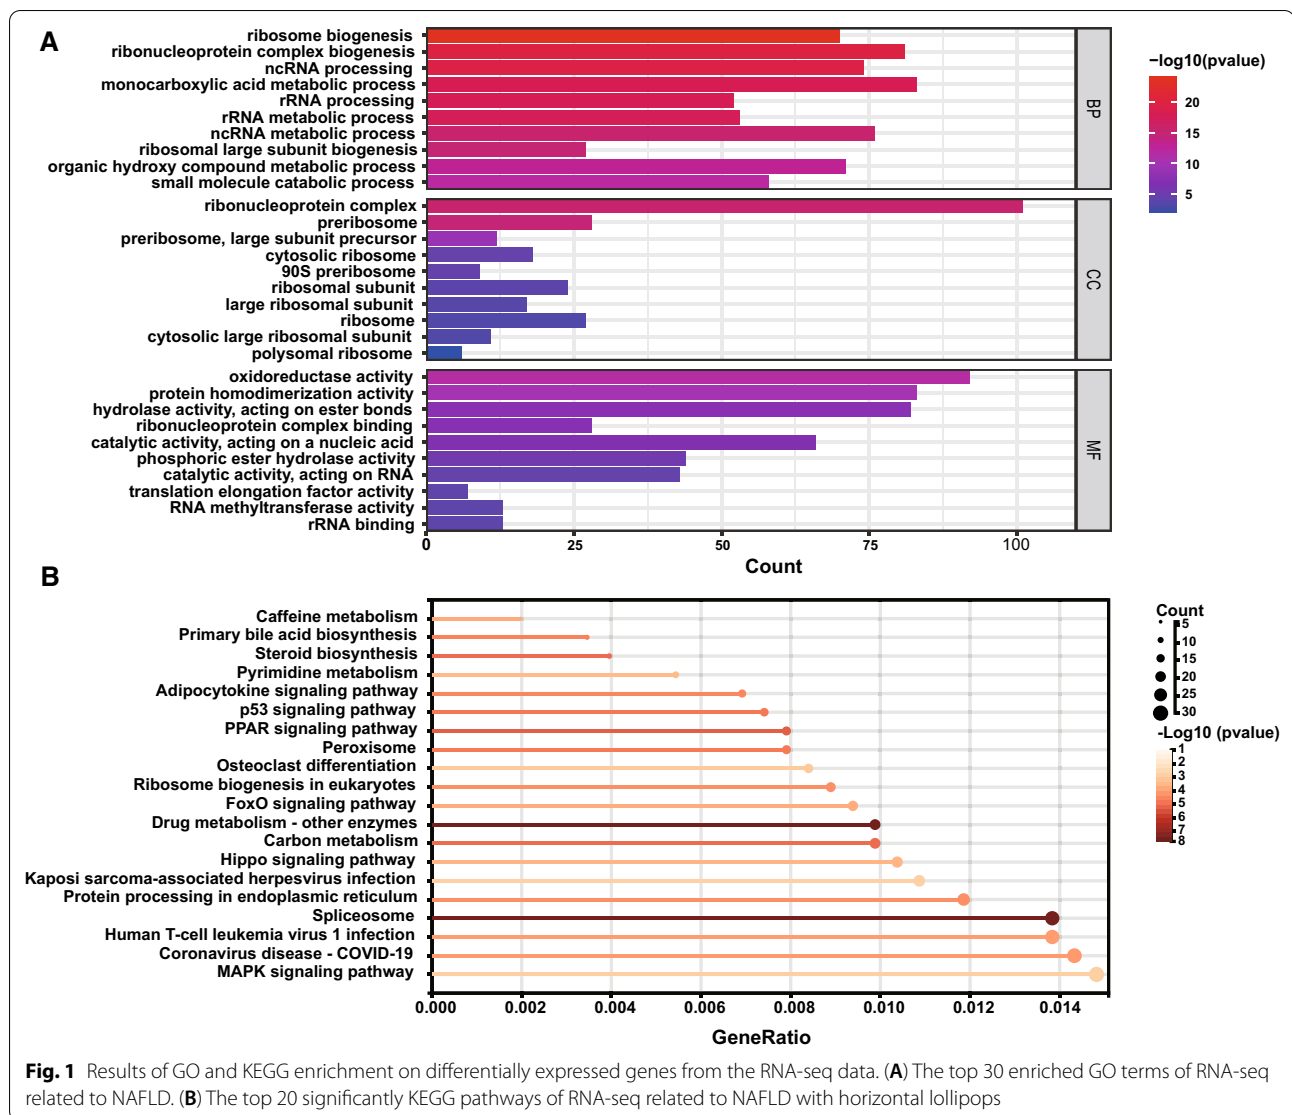 A
ribosome biogenesis
ribonucleoprotein complex biogenesis
ncRNA processing
monocarboxylic acid metabolic process
rRNA processing
rRNA metabolic process
ncRNA metabolic process
ribosomal large subunit biogenesis
organic hydroxy compound metabolic process
small molecule catabolic process
BP
ribonucleoprotein complex
preribosome
preribosome, large subunit precursor
cytosolic ribosome
90S preribosome
ribosomal subunit
large ribosomal subunit
ribosome
cytosolic large ribosomal subunit
polysomal ribosome
CC
oxidoreductase activity
protein homodimerization activity
hydrolase activity, acting on ester bonds
ribonucleoprotein complex binding
catalytic activity, acting on a nucleic acid
phosphoric ester hydrolase activity
catalytic activity, acting on RNA
translation elongation factor activity
RNA methyltransferase activity
rRNA binding
MF
0 25 50 75 100
Count
−log10(pvalue)
20
15
10
5
B
Caffeine metabolism
Primary bile acid biosynthesis
Steroid biosynthesis
Pyrimidine metabolism
Adipocytokine signaling pathway
p53 signaling pathway
PPAR signaling pathway
Peroxisome
Osteoclast differentiation
Ribosome biogenesis in eukaryotes
FoxO signaling pathway
Drug metabolism - other enzymes
Carbon metabolism
Hippo signaling pathway
Kaposi sarcoma-associated herpesvirus infection
Protein processing in endoplasmic reticulum
Spliceosome
Human T-cell leukemia virus 1 infection
Coronavirus disease - COVID-19
MAPK signaling pathway
0.000 0.002 0.004 0.006 0.008 0.010 0.012 0.014
GeneRatio
Count
5
10
15
20
25
30
-Log10 (pvalue)
1
2
3
4
5
6
7
8
Fig. 1 Results of GO and KEGG enrichment on differentially expressed genes from the RNA-seq data. (A) The top 30 enriched GO terms of RNA-seq
related to NAFLD. (B) The top 20 significantly KEGG pathways of RNA-seq related to NAFLD with horizontal lollipops